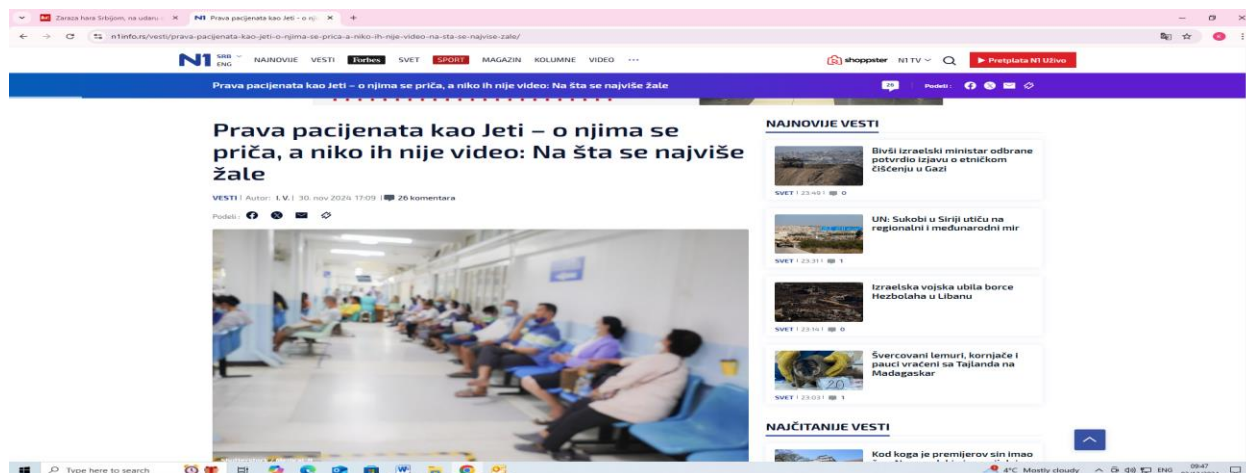 Zaraza hara Srbijom, na udaru
N1 Prava pacijenata kao Jeti – o nji
n1info.rs/vesti/prava-pacijenata-kao-jeti-o-njima-se-prica-a-niko-ih-nije-video-na-sta-se-najvise-zale/
N1 SRB ENG NAJNOVIJE VESTI Forbes SVET SPORT MAGAZIN KOLUMNE VIDEO ... shoppster N1 TV Pretplata N1 Uživo
Prava pacijenata kao Jeti – o njima se priča, a niko ih nije video: Na šta se najviše žale 26 Podeli:
Prava pacijenata kao Jeti – o njima se
priča, a niko ih nije video: Na šta se najviše
žale
VESTI | Autor: I. V. | 30. nov 2024 17:09 | 26 komentara
Podeli:
NAJNOVIJE VESTI
Bivši izraelski ministar odbrane
potvrdio izjavu o etničkom
čišćenju u Gazi
SVET | 23:49 | 0
UN: Sukobi u Siriji utiču na
regionalni i međunarodni mir
SVET | 23:31 | 1
Izraelska vojska ubila borce
Hezbolaha u Libanu
SVET | 23:14 | 0
Švercovani lemuri, kornjače i
pauci vraćeni sa Tajlanda na
Madagaskar
SVET | 23:03 | 1
NAJČITANIJE VESTI
Kod koga je premijerov sin imao
Type here to search
4°C Mostly cloudy ENG 09:47